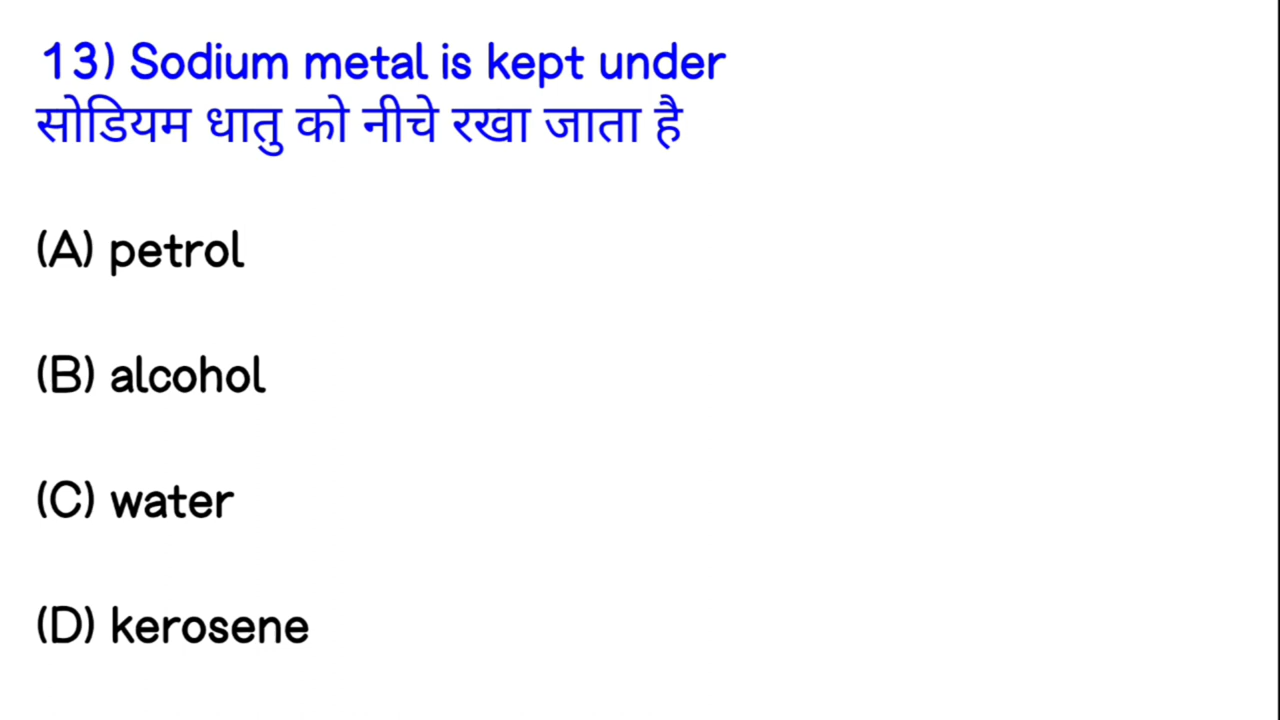 13) Sodium metal is kept under
सोडियम धातु को नीचे रखा जाता है
(A) petrol
(B) alcohol
(C) water
(D) kerosene